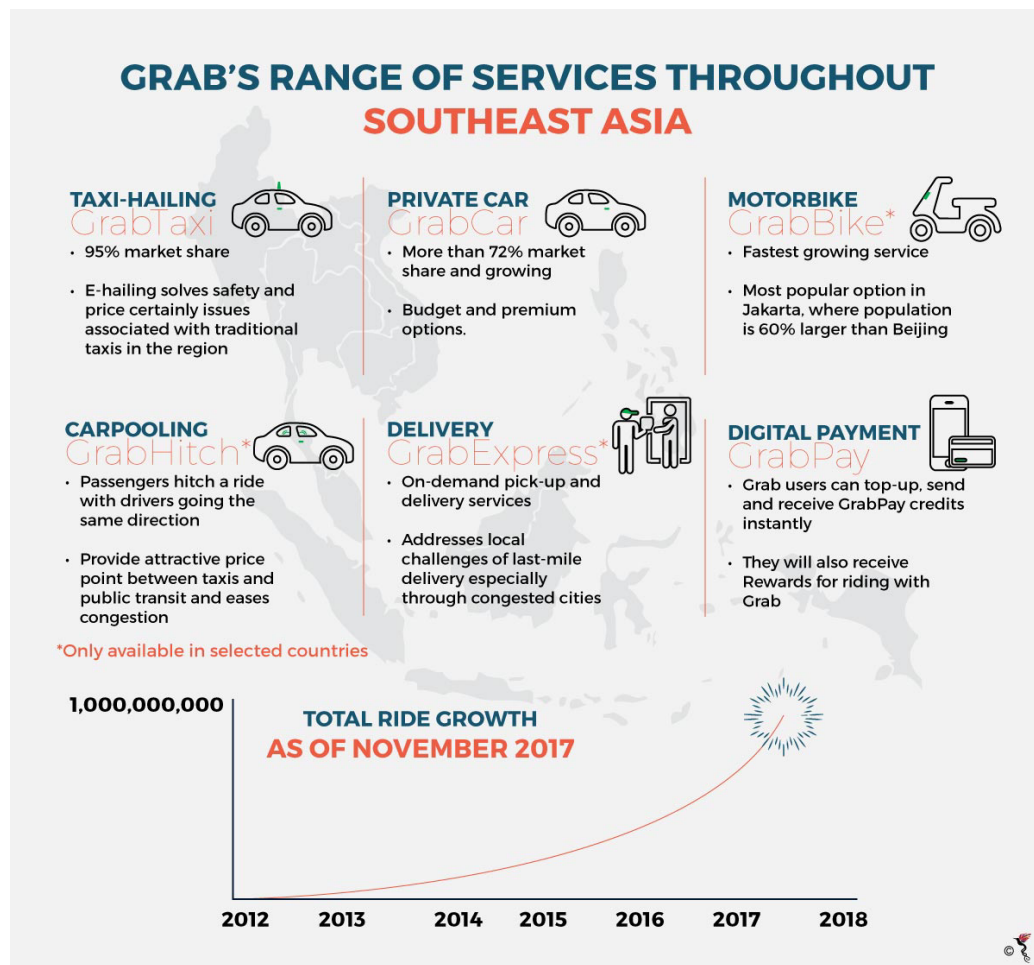 GRAB'S RANGE OF SERVICES THROUGHOUT
SOUTHEAST ASIA
TAXI-HAILING
GrabTaxi
• 95% market share
• E-hailing solves safety and
price certainly issues
associated with traditional
taxis in the region
PRIVATE CAR
GrabCar
• More than 72% market
share and growing
• Budget and premium
options.
MOTORBIKE
GrabBike*
• Fastest growing service
• Most popular option in
Jakarta, where population
is 60% larger than Beijing
CARPOOLING
GrabHitch*
• Passengers hitch a ride
with drivers going the
same direction
• Provide attractive price
point between taxis and
public transit and eases
congestion
DELIVERY
GrabExpress*
• On-demand pick-up and
delivery services
• Addresses local
challenges of last-mile
delivery especially
through congested cities
DIGITAL PAYMENT
GrabPay
• Grab users can top-up, send
and receive GrabPay credits
instantly
• They will also receive
Rewards for riding with
Grab
*Only available in selected countries
1,000,000,000
TOTAL RIDE GROWTH
AS OF NOVEMBER 2017
2012 2013 2014 2015 2016 2017 2018
©